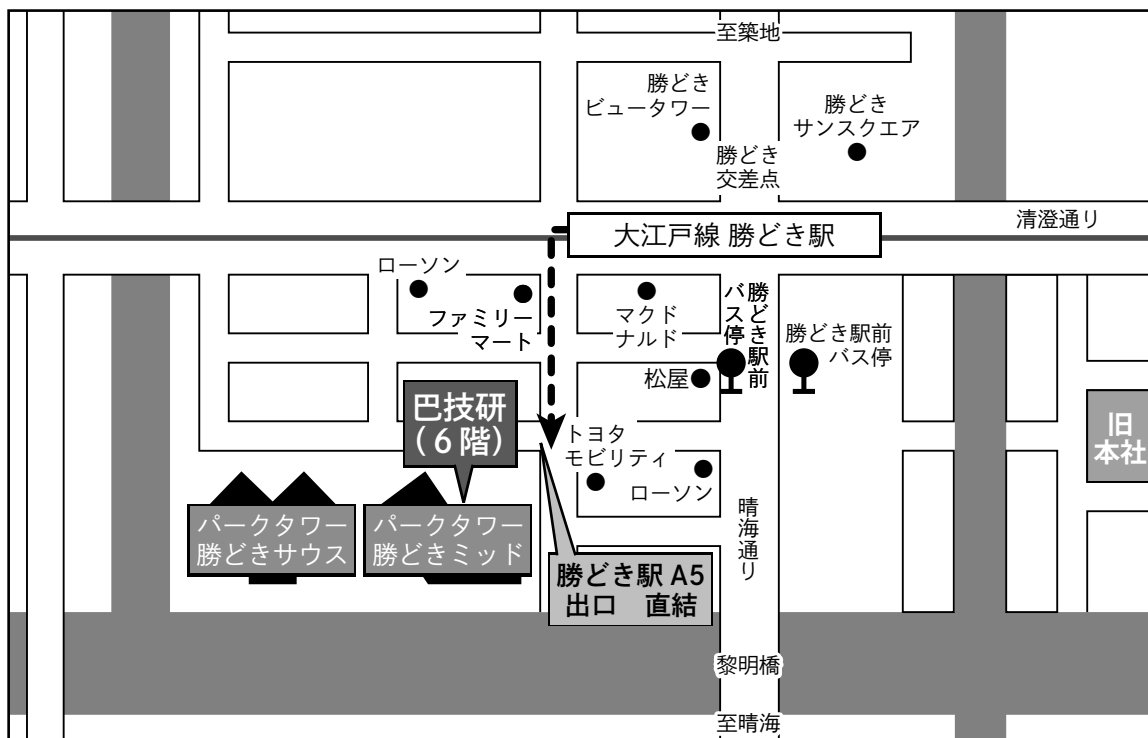 至築地
勝どき
ビュータワー
勝どき
サンスクエア
勝どき
交差点
清澄通り
大江戸線 勝どき駅
ローソン
ファミリー
マート
マクド
ナルド
勝どき駅前
バス停
勝どき駅前
バス停
松屋
巴技研
(6階)
トヨタ
モビリティ
ローソン
旧
本社
パークタワー
勝どきサウス
パークタワー
勝どきミッド
晴海通り
勝どき駅 A5
出口　直結
黎明橋
至晴海